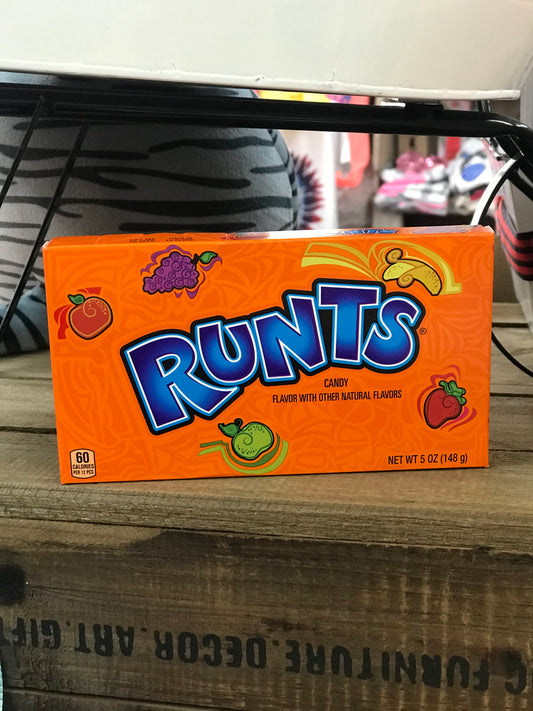 RUNTS®
CANDY
FLAVOR WITH OTHER NATURAL FLAVORS
60
CALORIES
PER 12 PCS
NET WT 5 OZ (148 g)
FURNITURE.DECOR.ART.GIFT